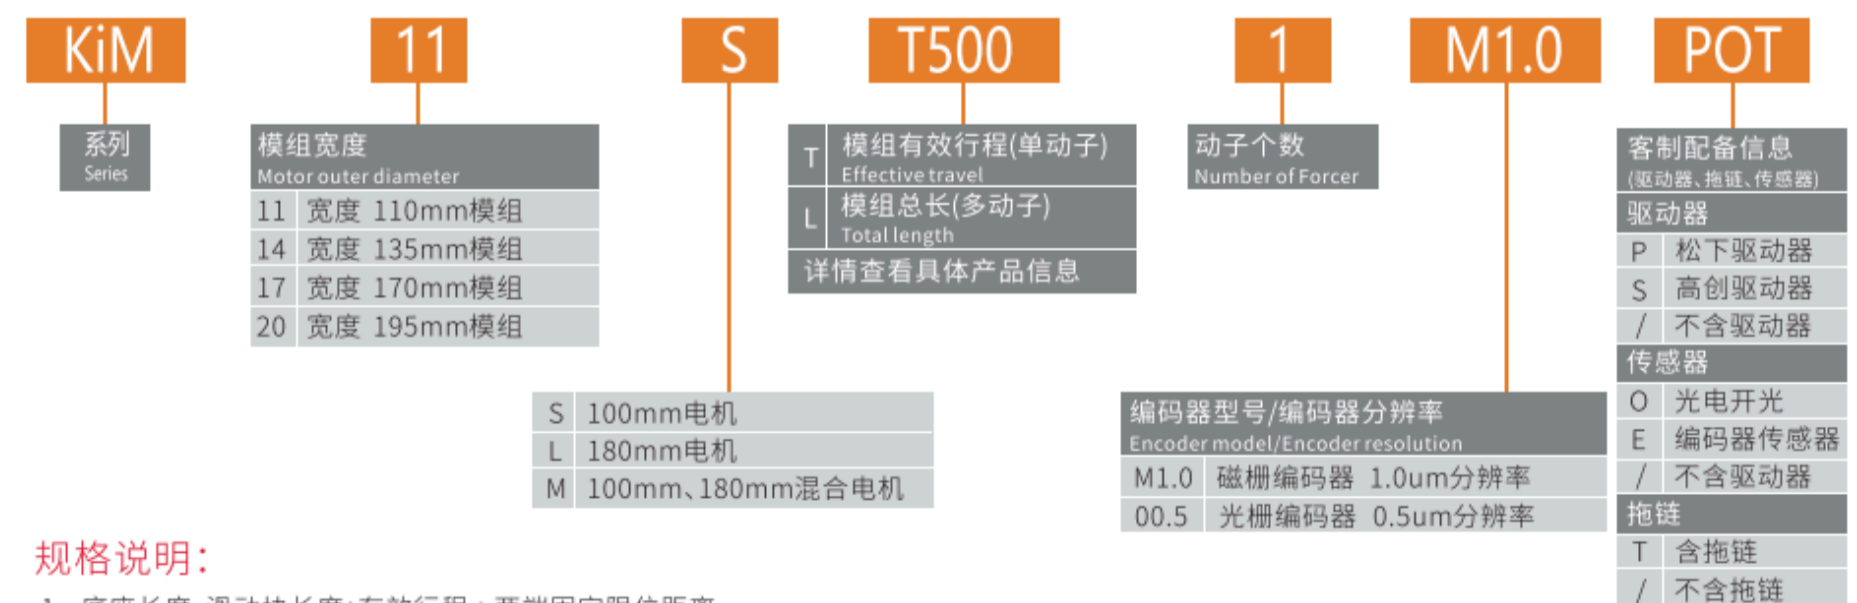 KiM 11 S T500 1 M1.0 POT
系列
Series
模组宽度
Motor outer diameter
11 宽度 110mm模组
14 宽度 135mm模组
17 宽度 170mm模组
20 宽度 195mm模组
S 100mm电机
L 180mm电机
M 100mm、180mm混合电机
T 模组有效行程(单动子)
Effective travel
L 模组总长(多动子)
Total length
详情查看具体产品信息
动子个数
Number of Forcer
编码器型号/编码器分辨率
Encoder model/Encoder resolution
M1.0 磁栅编码器 1.0um分辨率
00.5 光栅编码器 0.5um分辨率
客制配备信息
(驱动器、拖链、传感器)
驱动器
P 松下驱动器
S 高创驱动器
/ 不含驱动器
传感器
O 光电开光
E 编码器传感器
/ 不含驱动器
拖链
T 含拖链
/ 不含拖链
规格说明：